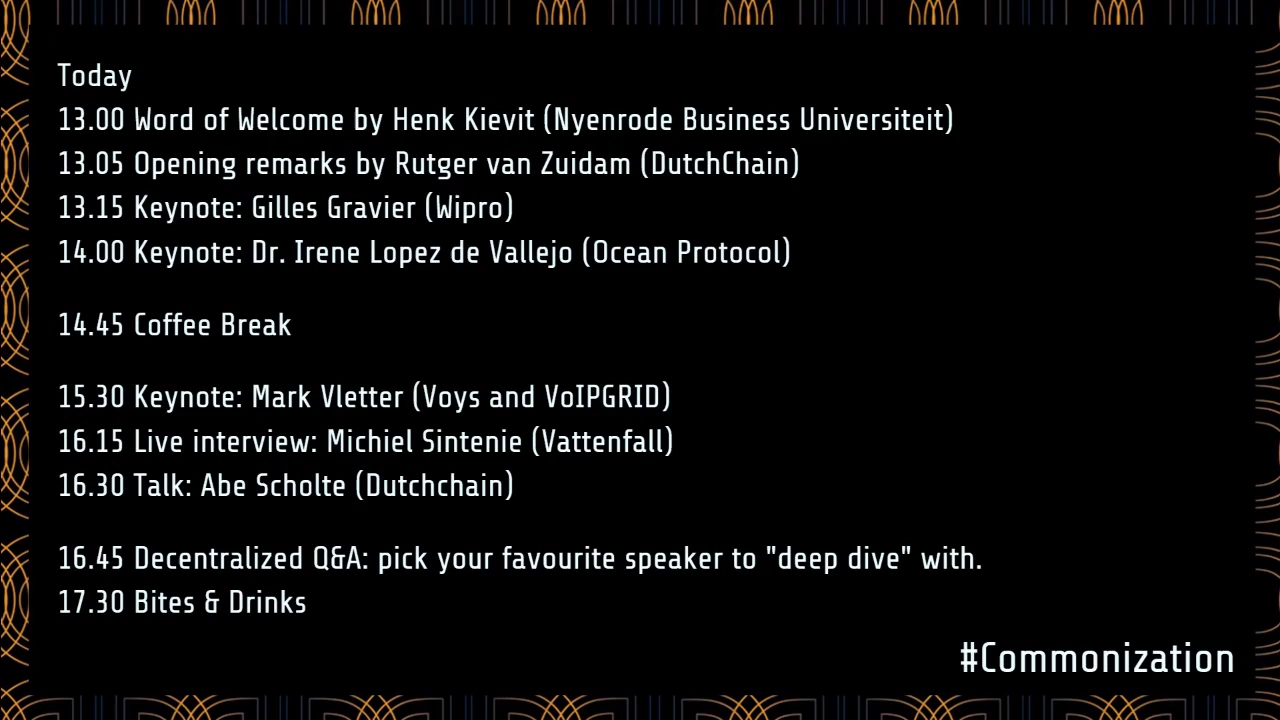 Today
13.00 Word of Welcome by Henk Kievit (Nyenrode Business Universiteit)
13.05 Opening remarks by Rutger van Zuidam (DutchChain)
13.15 Keynote: Gilles Gravier (Wipro)
14.00 Keynote: Dr. Irene Lopez de Vallejo (Ocean Protocol)
14.45 Coffee Break
15.30 Keynote: Mark Vletter (Voys and VoIPGRID)
16.15 Live interview: Michiel Sintenie (Vattenfall)
16.30 Talk: Abe Scholte (Dutchchain)
16.45 Decentralized Q&A: pick your favourite speaker to "deep dive" with.
17.30 Bites & Drinks
#Commonization